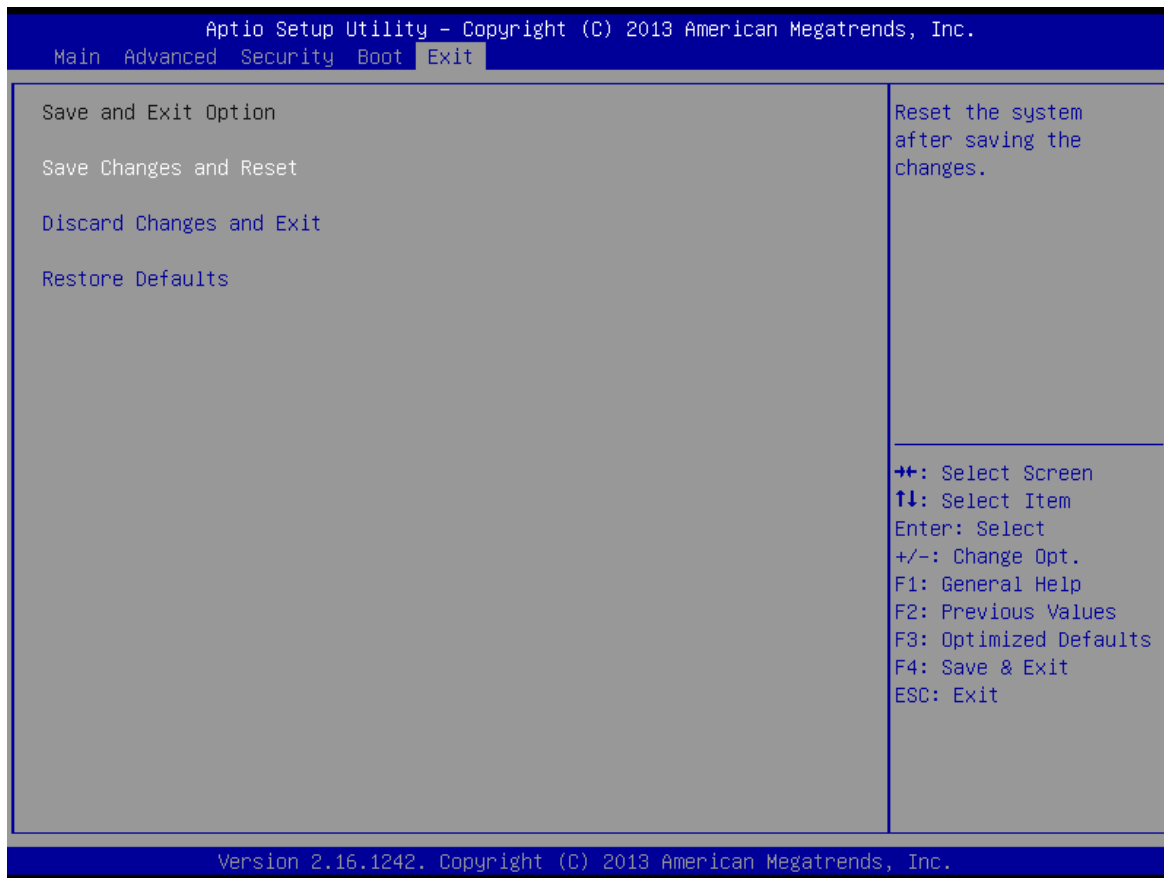 Aptio Setup Utility – Copyright (C) 2013 American Megatrends, Inc.
Main Advanced Security Boot Exit
Save and Exit Option
Save Changes and Reset
Discard Changes and Exit
Restore Defaults
Reset the system
after saving the
changes.
→←: Select Screen
↑↓: Select Item
Enter: Select
+/-: Change Opt.
F1: General Help
F2: Previous Values
F3: Optimized Defaults
F4: Save & Exit
ESC: Exit
Version 2.16.1242. Copyright (C) 2013 American Megatrends, Inc.